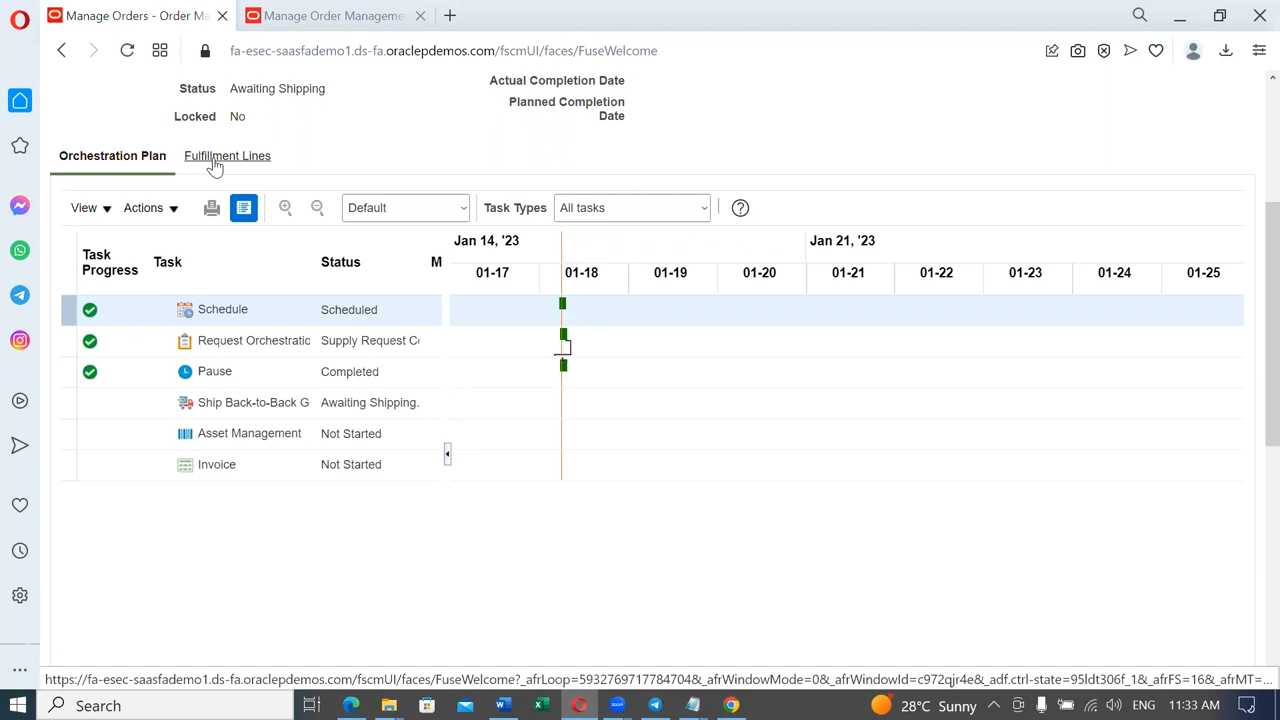 Manage Orders - Order Ma
Manage Order Manageme
fa-esec-saasfademo1.ds-fa.oraclepdemos.com/fscmUI/faces/FuseWelcome
Status Awaiting Shipping
Locked No
Actual Completion Date
Planned Completion
Date
Orchestration Plan Fulfillment Lines
View Actions Default Task Types All tasks
Jan 14, '23 Jan 21, '23
Task
Progress Task Status M
01-17 01-18 01-19 01-20 01-21 01-22 01-23 01-24 01-25
Schedule Scheduled
Request Orchestratic Supply Request Co
Pause Completed
Ship Back-to-Back G Awaiting Shipping.
Asset Management Not Started
Invoice Not Started
https://fa-esec-saasfademo1.ds-fa.oraclepdemos.com/fscmUI/faces/FuseWelcome?_afrLoop=59327697177847​04&_afrWindowMode=0&_afrWindowId=c972qjr4e&_adf.ctrl-state=95ldt306f_1&_afrFS=16&_afrMT=...
Search 28°C Sunny ENG 11:33 AM